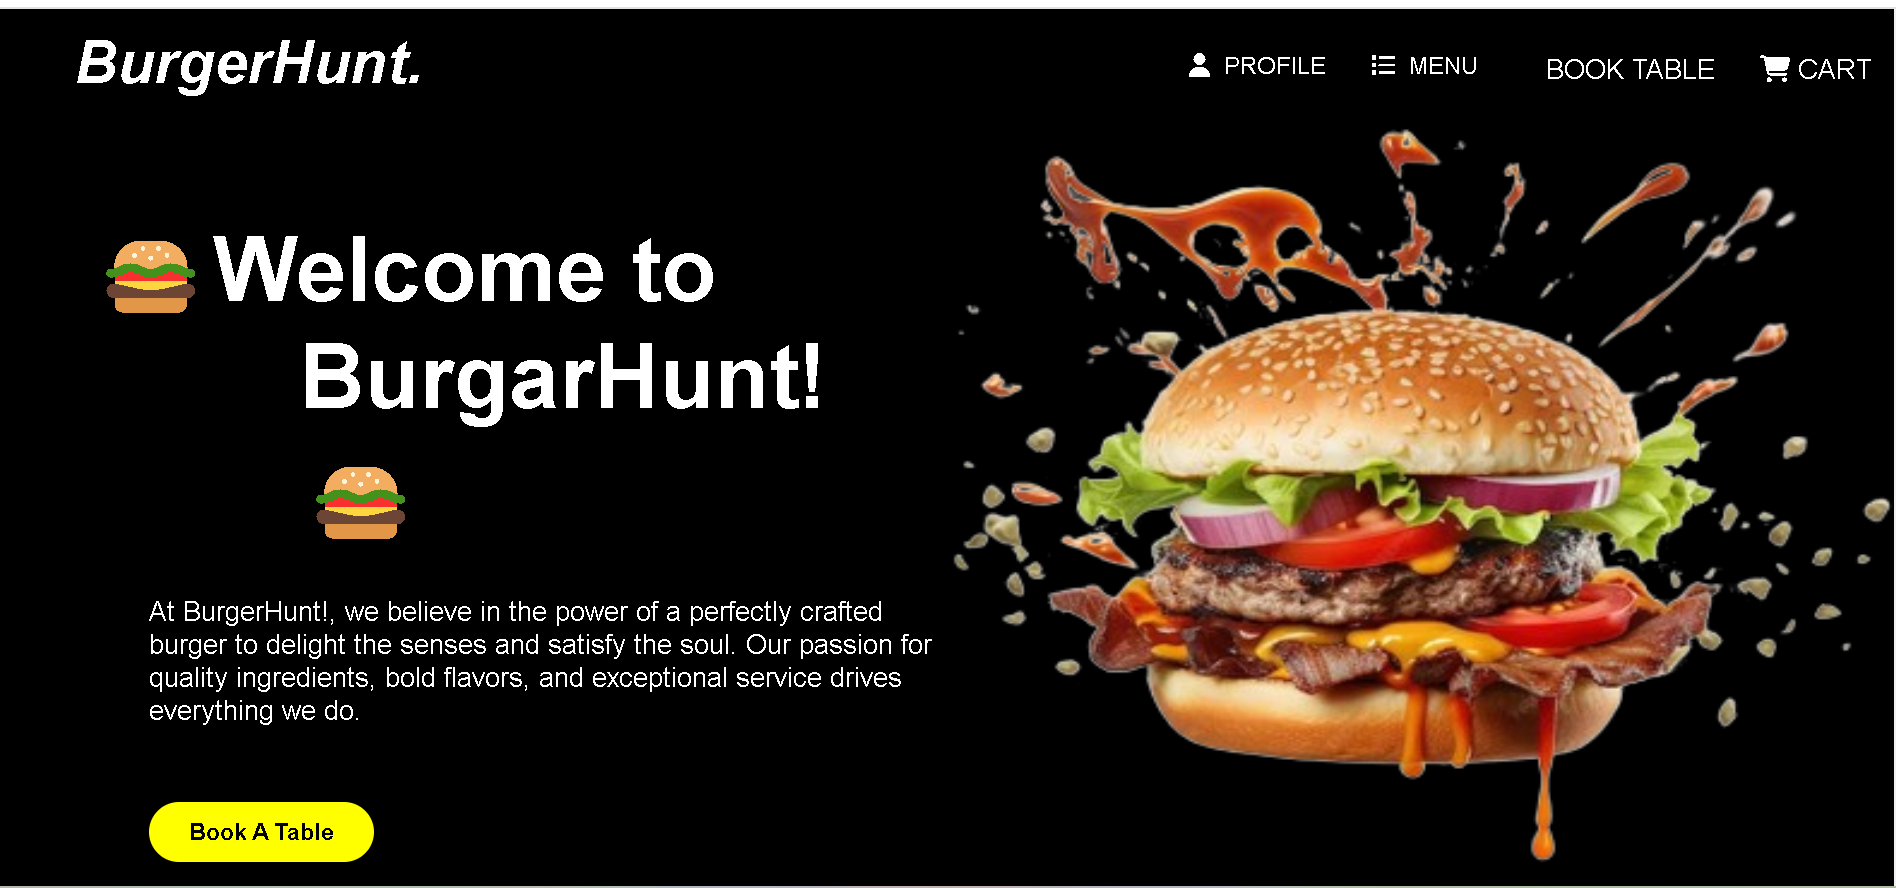 BurgerHunt.
PROFILE MENU BOOK TABLE CART
Welcome to
BurgarHunt!
At BurgerHunt!, we believe in the power of a perfectly crafted
burger to delight the senses and satisfy the soul. Our passion for
quality ingredients, bold flavors, and exceptional service drives
everything we do.
Book A Table